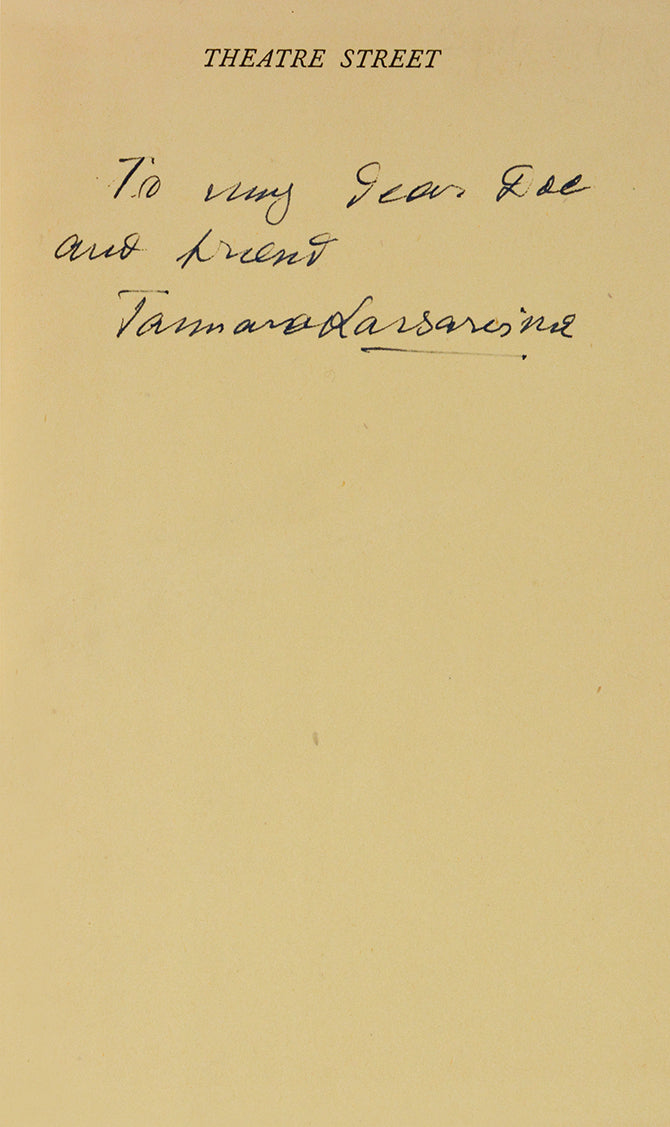 THEATRE STREET
To my dear Doc
and friend
Tamara Karsavina